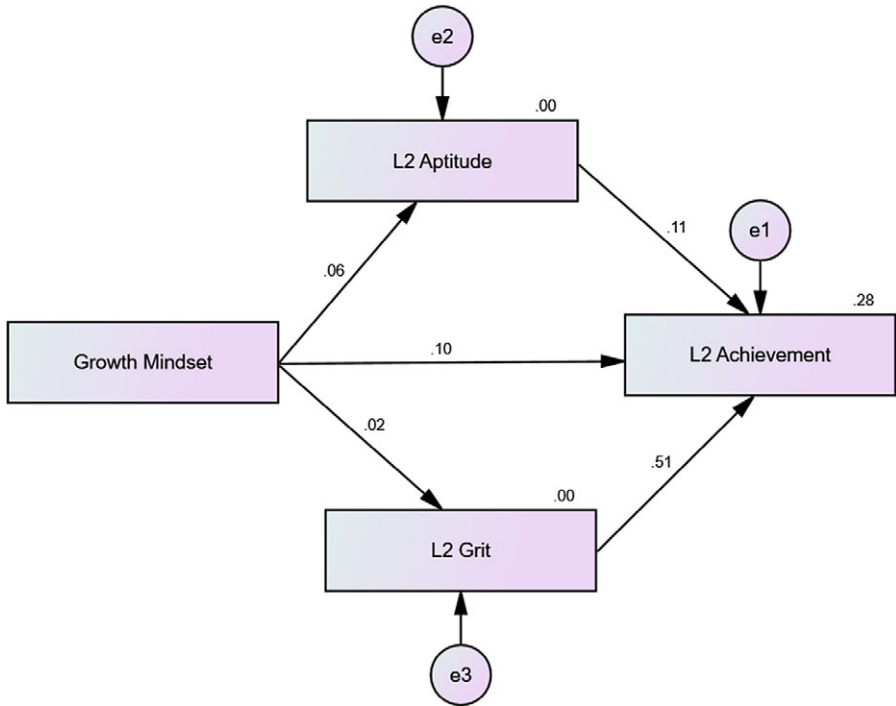 e2
.00
L2 Aptitude
e1
.11
.06
.28
Growth Mindset
.10
L2 Achievement
.02
.51
.00
L2 Grit
e3